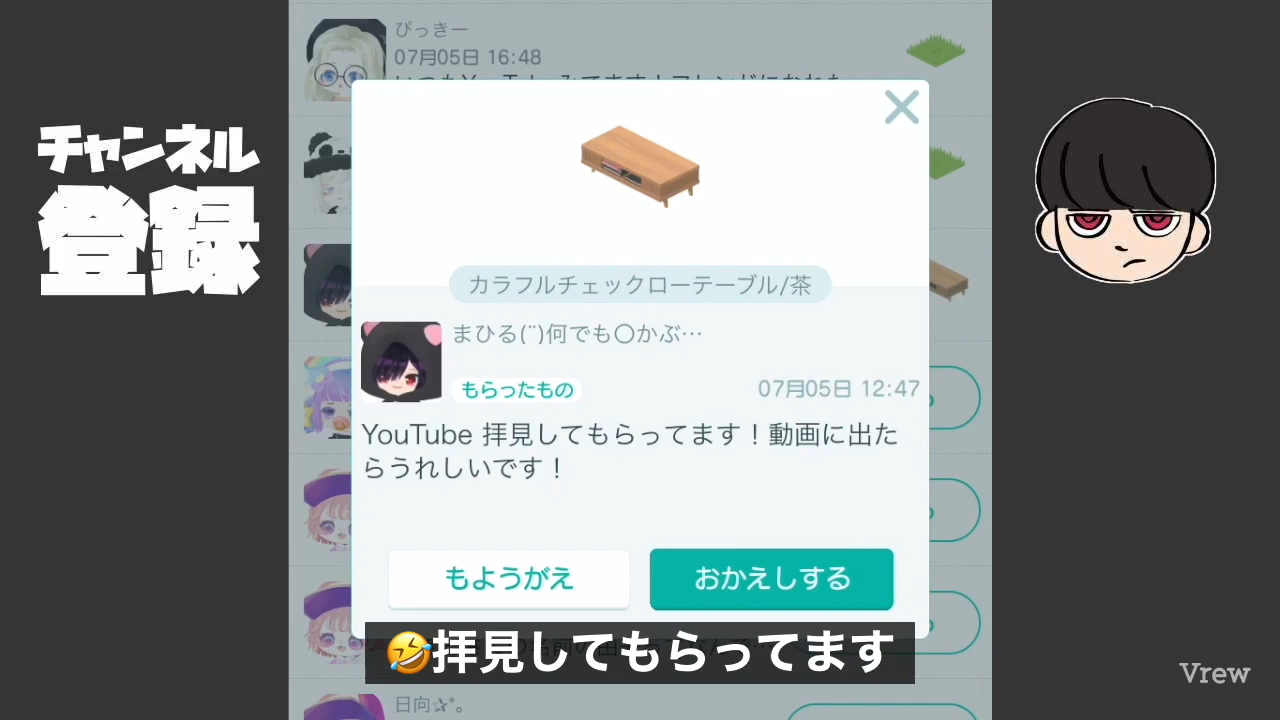 ぴっきー
07月05日 16:48
チャンネル
登録
カラフルチェックローテーブル/茶
まひる(¨)何でも〇かぶ…
もらったもの
07月05日 12:47
YouTube 拝見してもらってます！動画に出た
らうれしいです！
もようがえ
おかえしする
🤣拝見してもらってます
日向✰*。
Vrew